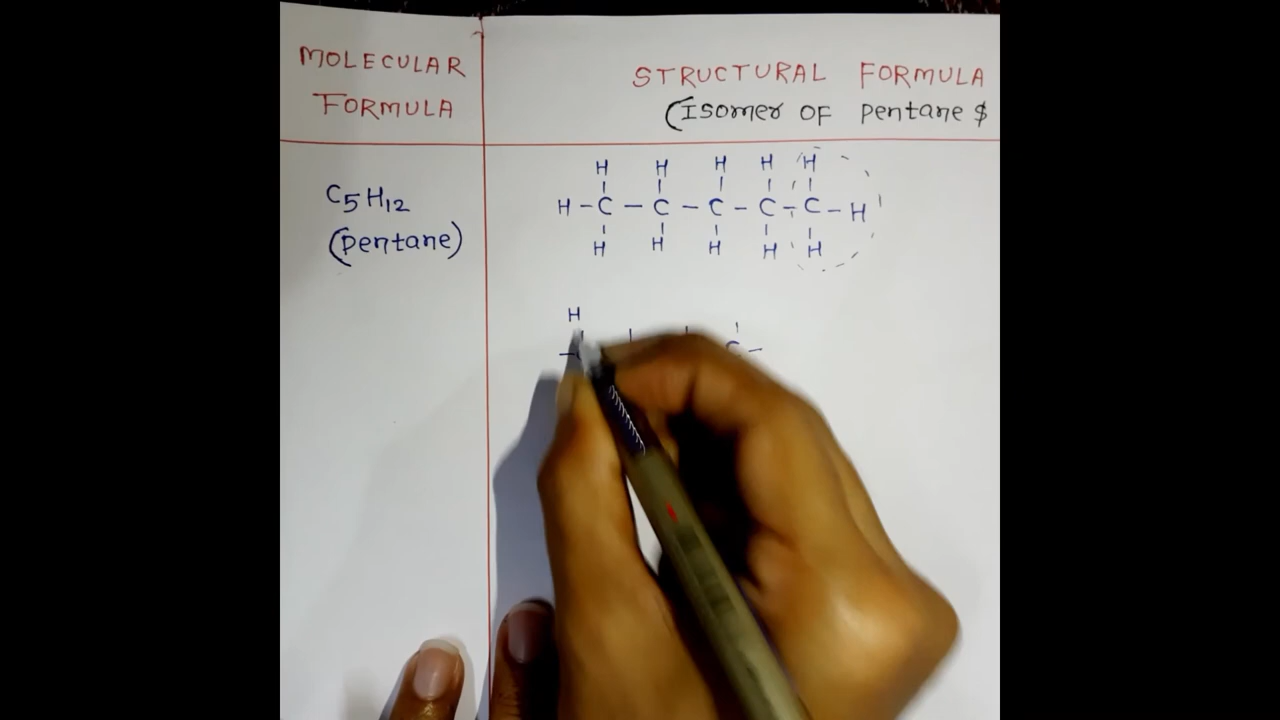 MOLECULAR
FORMULA
STRUCTURAL FORMULA
(Isomer OF Pentane $
C5H12
(Pentane)
H H H H H
H - C - C - C - C - C - H
H H H H H
H
C -